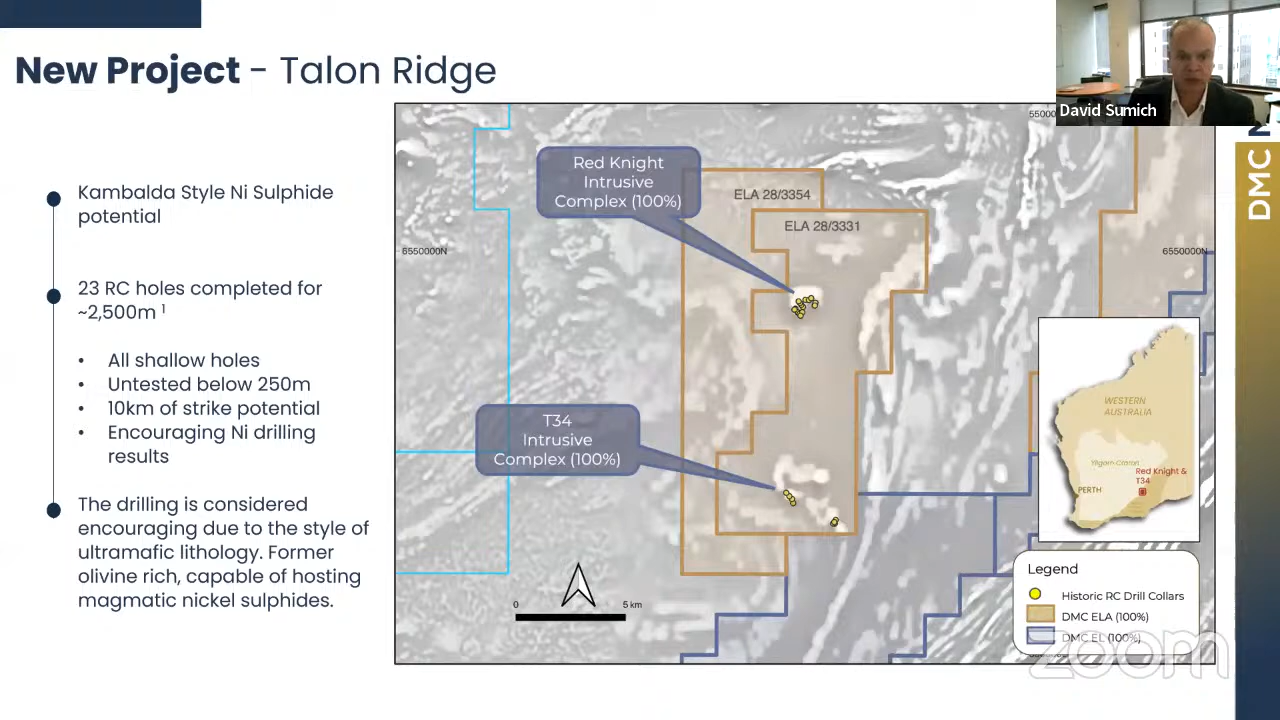 New Project - Talon Ridge
David Sumich
Kambalda Style Ni Sulphide
potential
23 RC holes completed for
~2,500m ¹
• All shallow holes
• Untested below 250m
• 10km of strike potential
• Encouraging Ni drilling
results
The drilling is considered
encouraging due to the style of
ultramafic lithology. Former
olivine rich, capable of hosting
magmatic nickel sulphides.
Red Knight
Intrusive
Complex (100%)
ELA 28/3354
ELA 28/3331
6550000N
6550000N
T34
Intrusive
Complex (100%)
0
5 km
WESTERN
AUSTRALIA
Yilgarn Craton
Red Knight &
T34
PERTH
Legend
Historic RC Drill Collars
DMC ELA (100%)
DMC EL (100%)
zoom
DMC